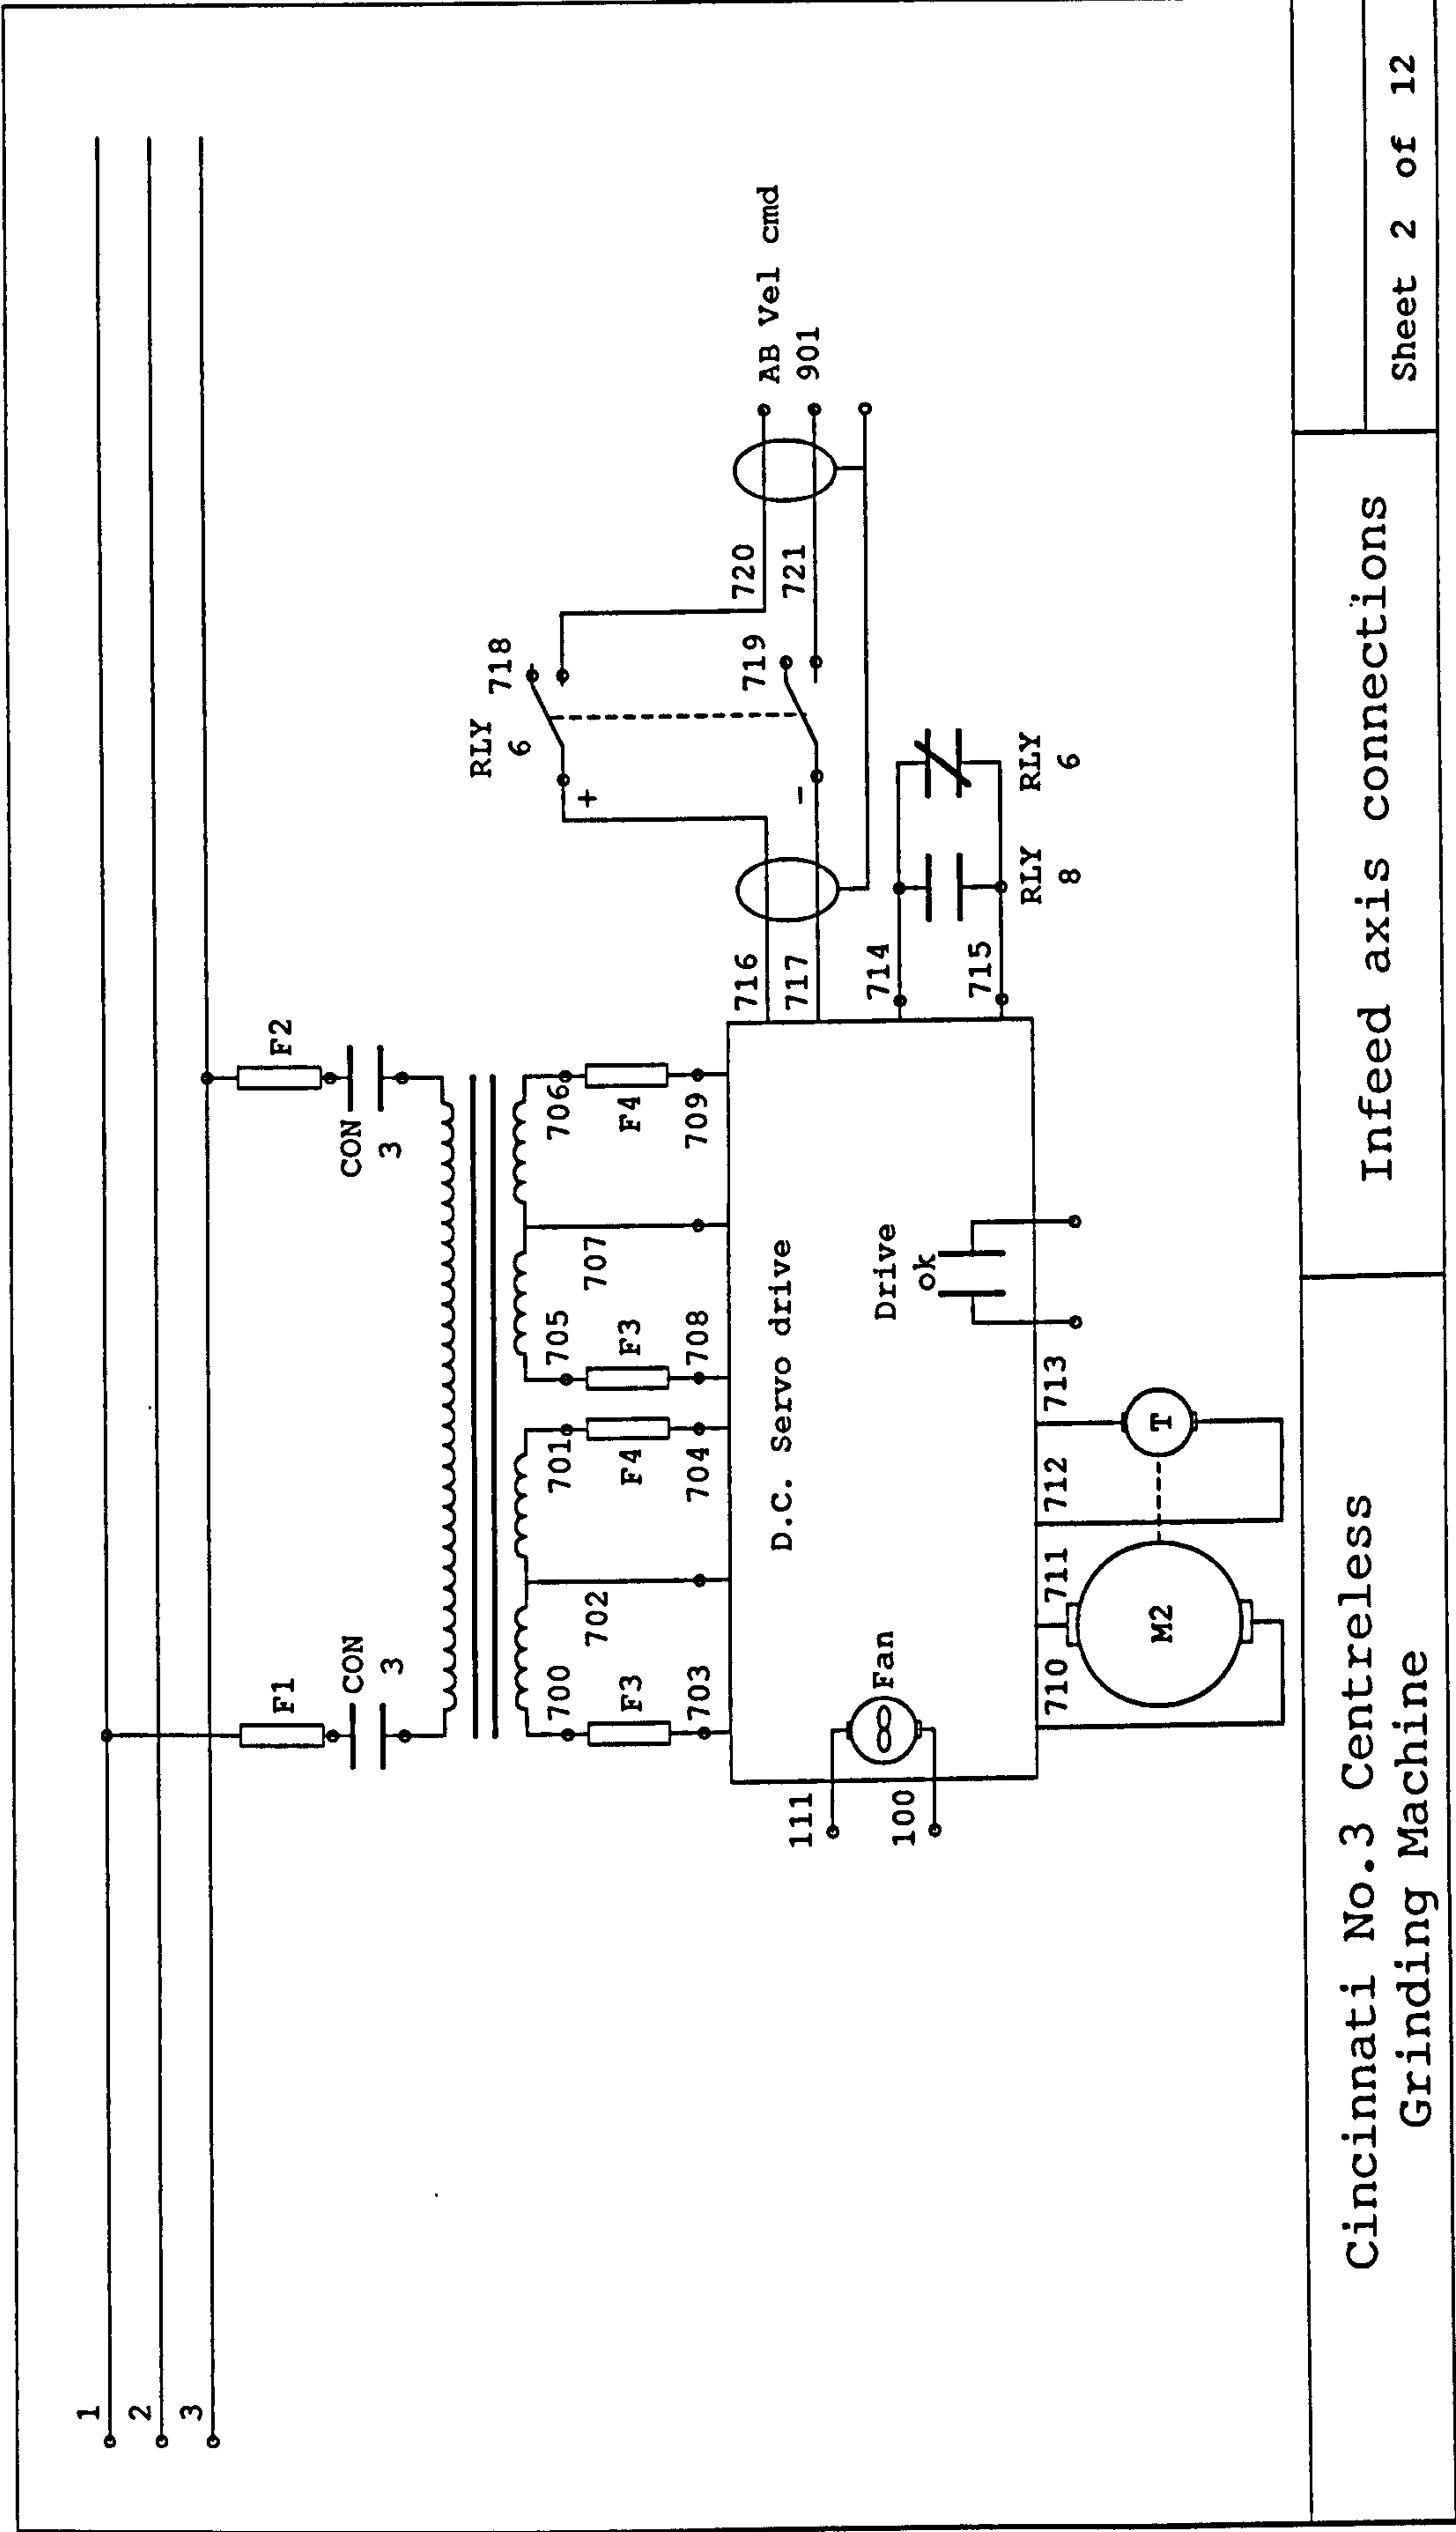 1
2
3
F1
F2
CON
3
CON
3
700
702
701
705
707
706
F3
F4
F3
F4
703
704
708
709
RLY
6
718
+
719
-
720
721
AB Vel cmd
901
716
717
714
715
RLY
8
RLY
6
D.C. Servo drive
Drive
ok
111
100
Fan
710
711
712
713
M2
T
Cincinnati No.3 Centreless
Grinding Machine
Infeed axis connections
Sheet 2 of 12